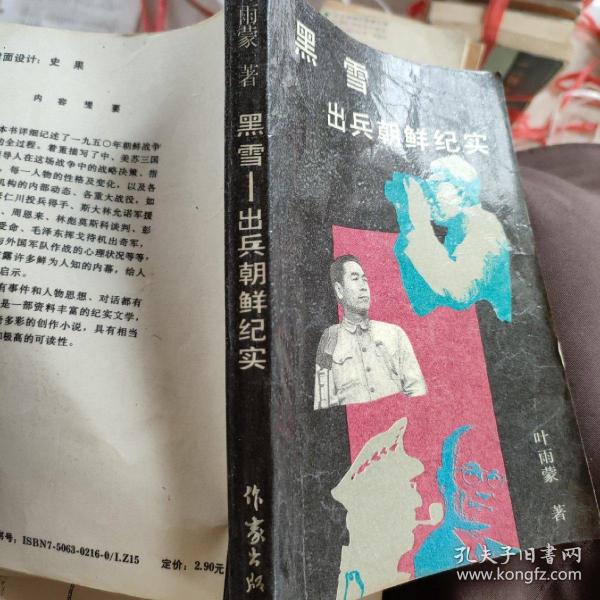 封面设计：史果
内容提要
本书详细记述了一九五〇年朝鲜战争
的全过程。着重描写了中、美苏三国
领导人在这场战争中的战略决策、指
，每一人物的性格及变化，以及各
机构的内部动态、各重大战役，如
仁川投兵得手、斯大林允诺军援
、周恩来、林彪莫斯科谈判、彭
受命、毛泽东挥戈待机出奇军，
与外国军队作战的心理状况等等，
露许多鲜为人知的内幕，给人
启示。
有事件和人物思想、对话都有
是一部资料丰富的纪实文学，
多彩的创作小说，具有相当
和极高的可读性。
书号：ISBN7-5063-0216-0/I.Z15
定价：2.90元
雨蒙 著
黑雪—出兵朝鲜纪实
作家出版
黑雪
出兵朝鲜纪实
叶雨蒙 著
孔夫子旧书网
www.kongfz.com